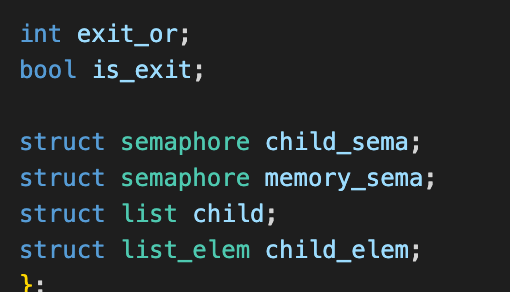 int exit_or;
bool is_exit;
struct semaphore child_sema;
struct semaphore memory_sema;
struct list child;
struct list_elem child_elem;
};